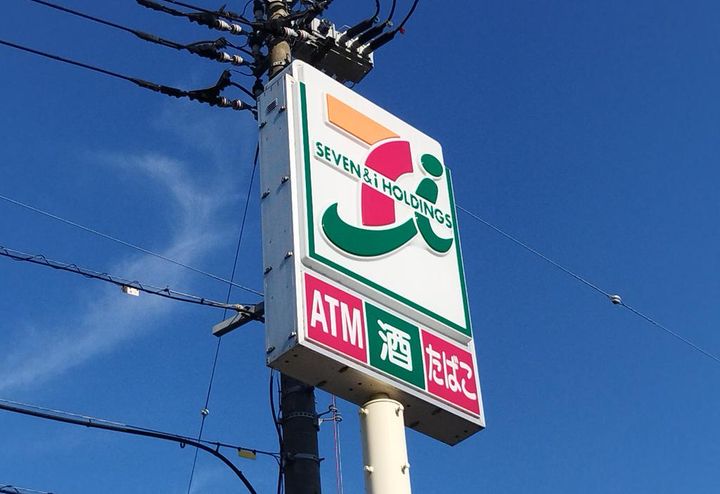 SEVEN & i HOLDINGS
ATM 酒 たばこ